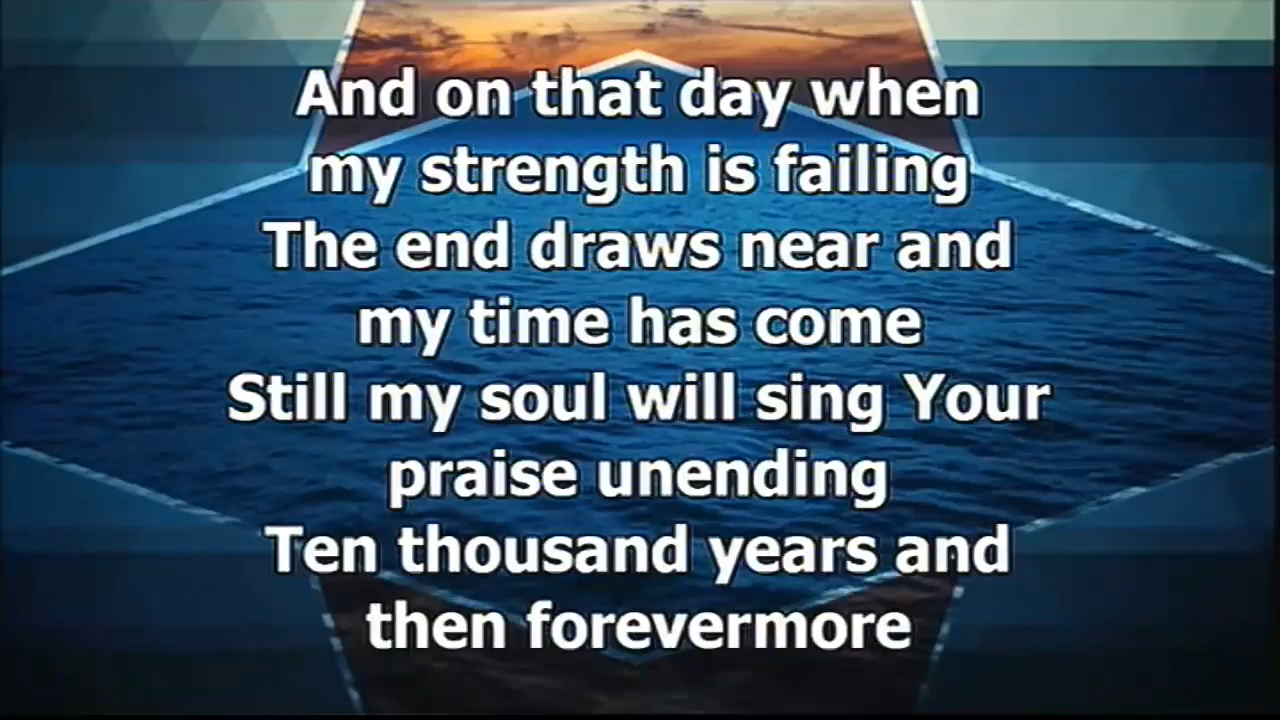 And on that day when
my strength is failing
The end draws near and
my time has come
Still my soul will sing Your
praise unending
Ten thousand years and
then forevermore